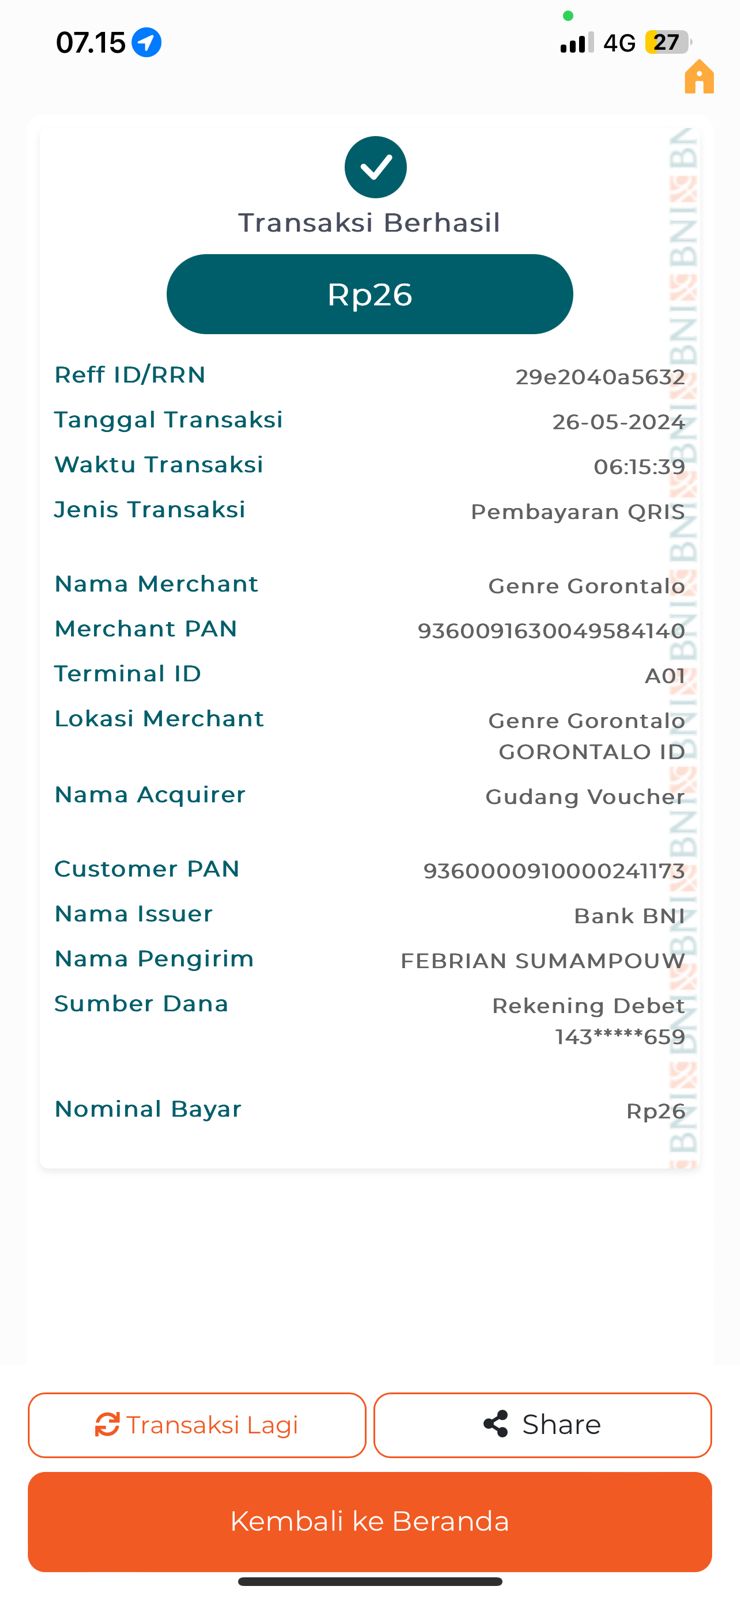 07.15
4G 27
Transaksi Berhasil
Rp26
Reff ID/RRN 29e2040a5632
Tanggal Transaksi 26-05-2024
Waktu Transaksi 06:15:39
Jenis Transaksi Pembayaran QRIS
Nama Merchant Genre Gorontalo
Merchant PAN 9360091630049584140
Terminal ID A01
Lokasi Merchant Genre Gorontalo
GORONTALO ID
Nama Acquirer Gudang Voucher
Customer PAN 9360000910000241173
Nama Issuer Bank BNI
Nama Pengirim FEBRIAN SUMAMPOUW
Sumber Dana Rekening Debet
143*****659
Nominal Bayar Rp26
BNI BNI BNI BNI BNI BNI BNI BNI BNI BNI BN
Transaksi Lagi
Share
Kembali ke Beranda